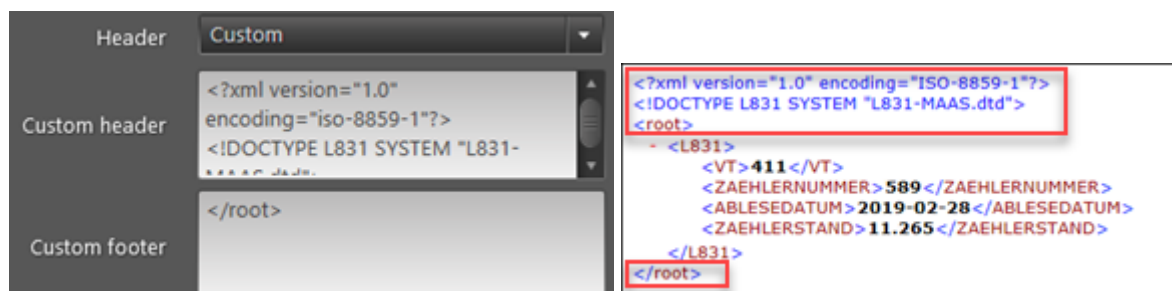 Header
Custom
Custom header
<?xml version="1.0"
encoding="iso-8859-1"?>
<!DOCTYPE L831 SYSTEM "L831-
MAAS.dtd">
Custom footer
</root>
<?xml version="1.0" encoding="ISO-8859-1"?>
<!DOCTYPE L831 SYSTEM "L831-MAAS.dtd">
<root>
- <L831>
<VT>411</VT>
<ZAEHLERNUMMER>589</ZAEHLERNUMMER>
<ABLESEDATUM>2019-02-28</ABLESEDATUM>
<ZAEHLERSTAND>11.265</ZAEHLERSTAND>
</L831>
</root>